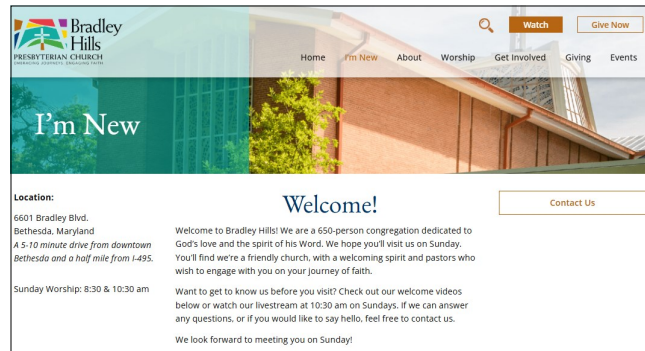 Bradley
Hills
PRESBYTERIAN CHURCH
EMBRACING JOURNEYS, ENGAGING FAITH
Watch
Give Now
Home
I'm New
About
Worship
Get Involved
Giving
Events
I'm New
Location:
6601 Bradley Blvd.
Bethesda, Maryland
A 5-10 minute drive from downtown
Bethesda and a half mile from I-495.
Sunday Worship: 8:30 & 10:30 am
Welcome!
Welcome to Bradley Hills! We are a 650-person congregation dedicated to
God's love and the spirit of his Word. We hope you'll visit us on Sunday.
You'll find we're a friendly church, with a welcoming spirit and pastors who
wish to engage with you on your journey of faith.
Want to get to know us before you visit? Check out our welcome videos
below or watch our livestream at 10:30 am on Sundays. If we can answer
any questions, or if you would like to say hello, feel free to contact us.
We look forward to meeting you on Sunday!
Contact Us